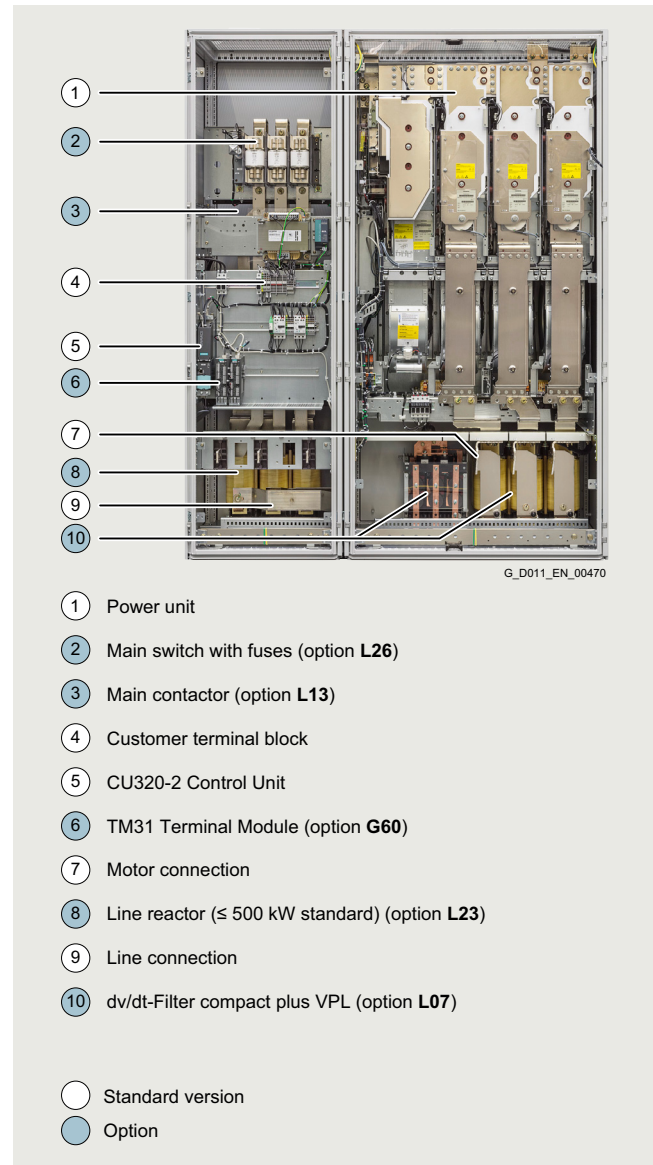 1
2
3
4
5
6
7
8
9
10
G_D011_EN_00470
1 Power unit
2 Main switch with fuses (option L26)
3 Main contactor (option L13)
4 Customer terminal block
5 CU320-2 Control Unit
6 TM31 Terminal Module (option G60)
7 Motor connection
8 Line reactor (≤ 500 kW standard) (option L23)
9 Line connection
10 dv/dt-Filter compact plus VPL (option L07)
Standard version
Option